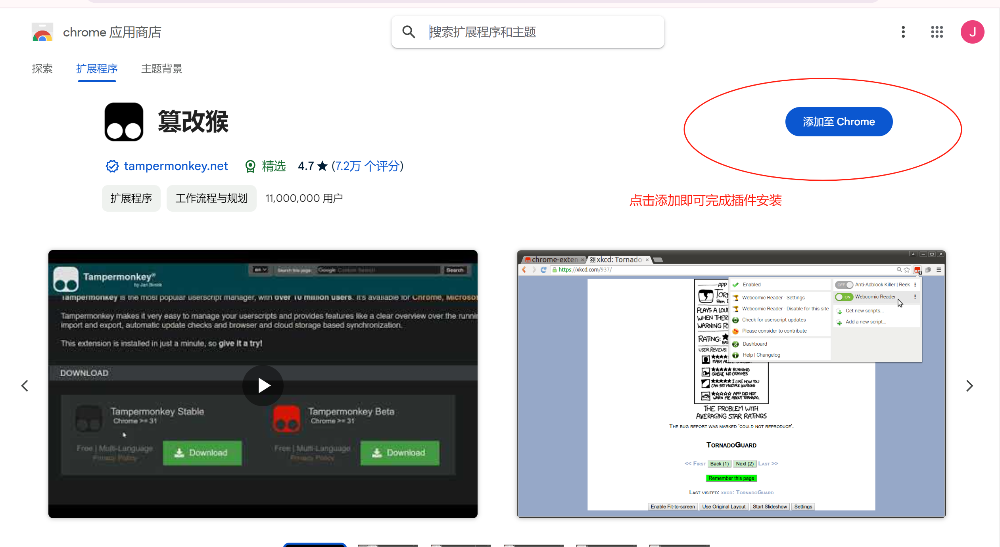 chrome 应用商店
搜索扩展程序和主题
J
探索
扩展程序
主题背景
篡改猴
添加至 Chrome
tampermonkey.net
精选
4.7 ★ (7.2万 个评分)
扩展程序
工作流程与规划
11,000,000 用户
点击添加即可完成插件安装
Tampermonkey®
by Jan Biniok
Search this page
Google
Search
Tampermonkey is the most popular userscript manager, with over 10 million users. It's available for Chrome, Microsof
Tampermonkey makes it very easy to manage your userscripts and provides features like a clear overview over the runni
import and export, automatic update checks and browser and cloud storage based synchronization.
This extension is installed in just a minute, so give it a try!
DOWNLOAD
Tampermonkey Stable
Chrome >= 31
Free | Multi-Language
Privacy Policy
Download
Tampermonkey Beta
Chrome >= 31
Free | Multi-Language
Privacy Policy
Download
chrome-exten
xkcd: Tornado
https://xkcd.com/937/
1
APP
TORN
FROM
PLAYS A LOU
WHEN THER
WARNING FO
RATING: ★
BAS
USER REVIEWS:
★★★★
MANY AL
★★★★★ RUNNING
GREAT, NO CRASHES
★★★★★ I LIKE HOW YOU
CAN SET MULTIPLE LOCATIONS
★☆☆☆☆ APP DID NOT
WARN ME ABOUT TORNADO.
THE PROBLEM WITH
AVERAGING STAR RATINGS
THE BUG REPORT WAS MARKED 'COULD NOT REPRODUCE'.
TORNADOGUARD
<< FIRST
Back (1)
Next (2)
LAST >>
Remember this page
LAST VISITED: XKCD: TORNADOGUARD
Enable Fit-to-screen
Use Original Layout
Start Slideshow
Settings
Enabled
Webcomic Reader - Settings
Webcomic Reader - Disable for this site
Check for userscript updates
Please consider to contribute
Dashboard
Help | Changelog
OFF
Anti-Adblock Killer | Reek
ON
Webcomic Reader
Get new scripts...
Add a new script...